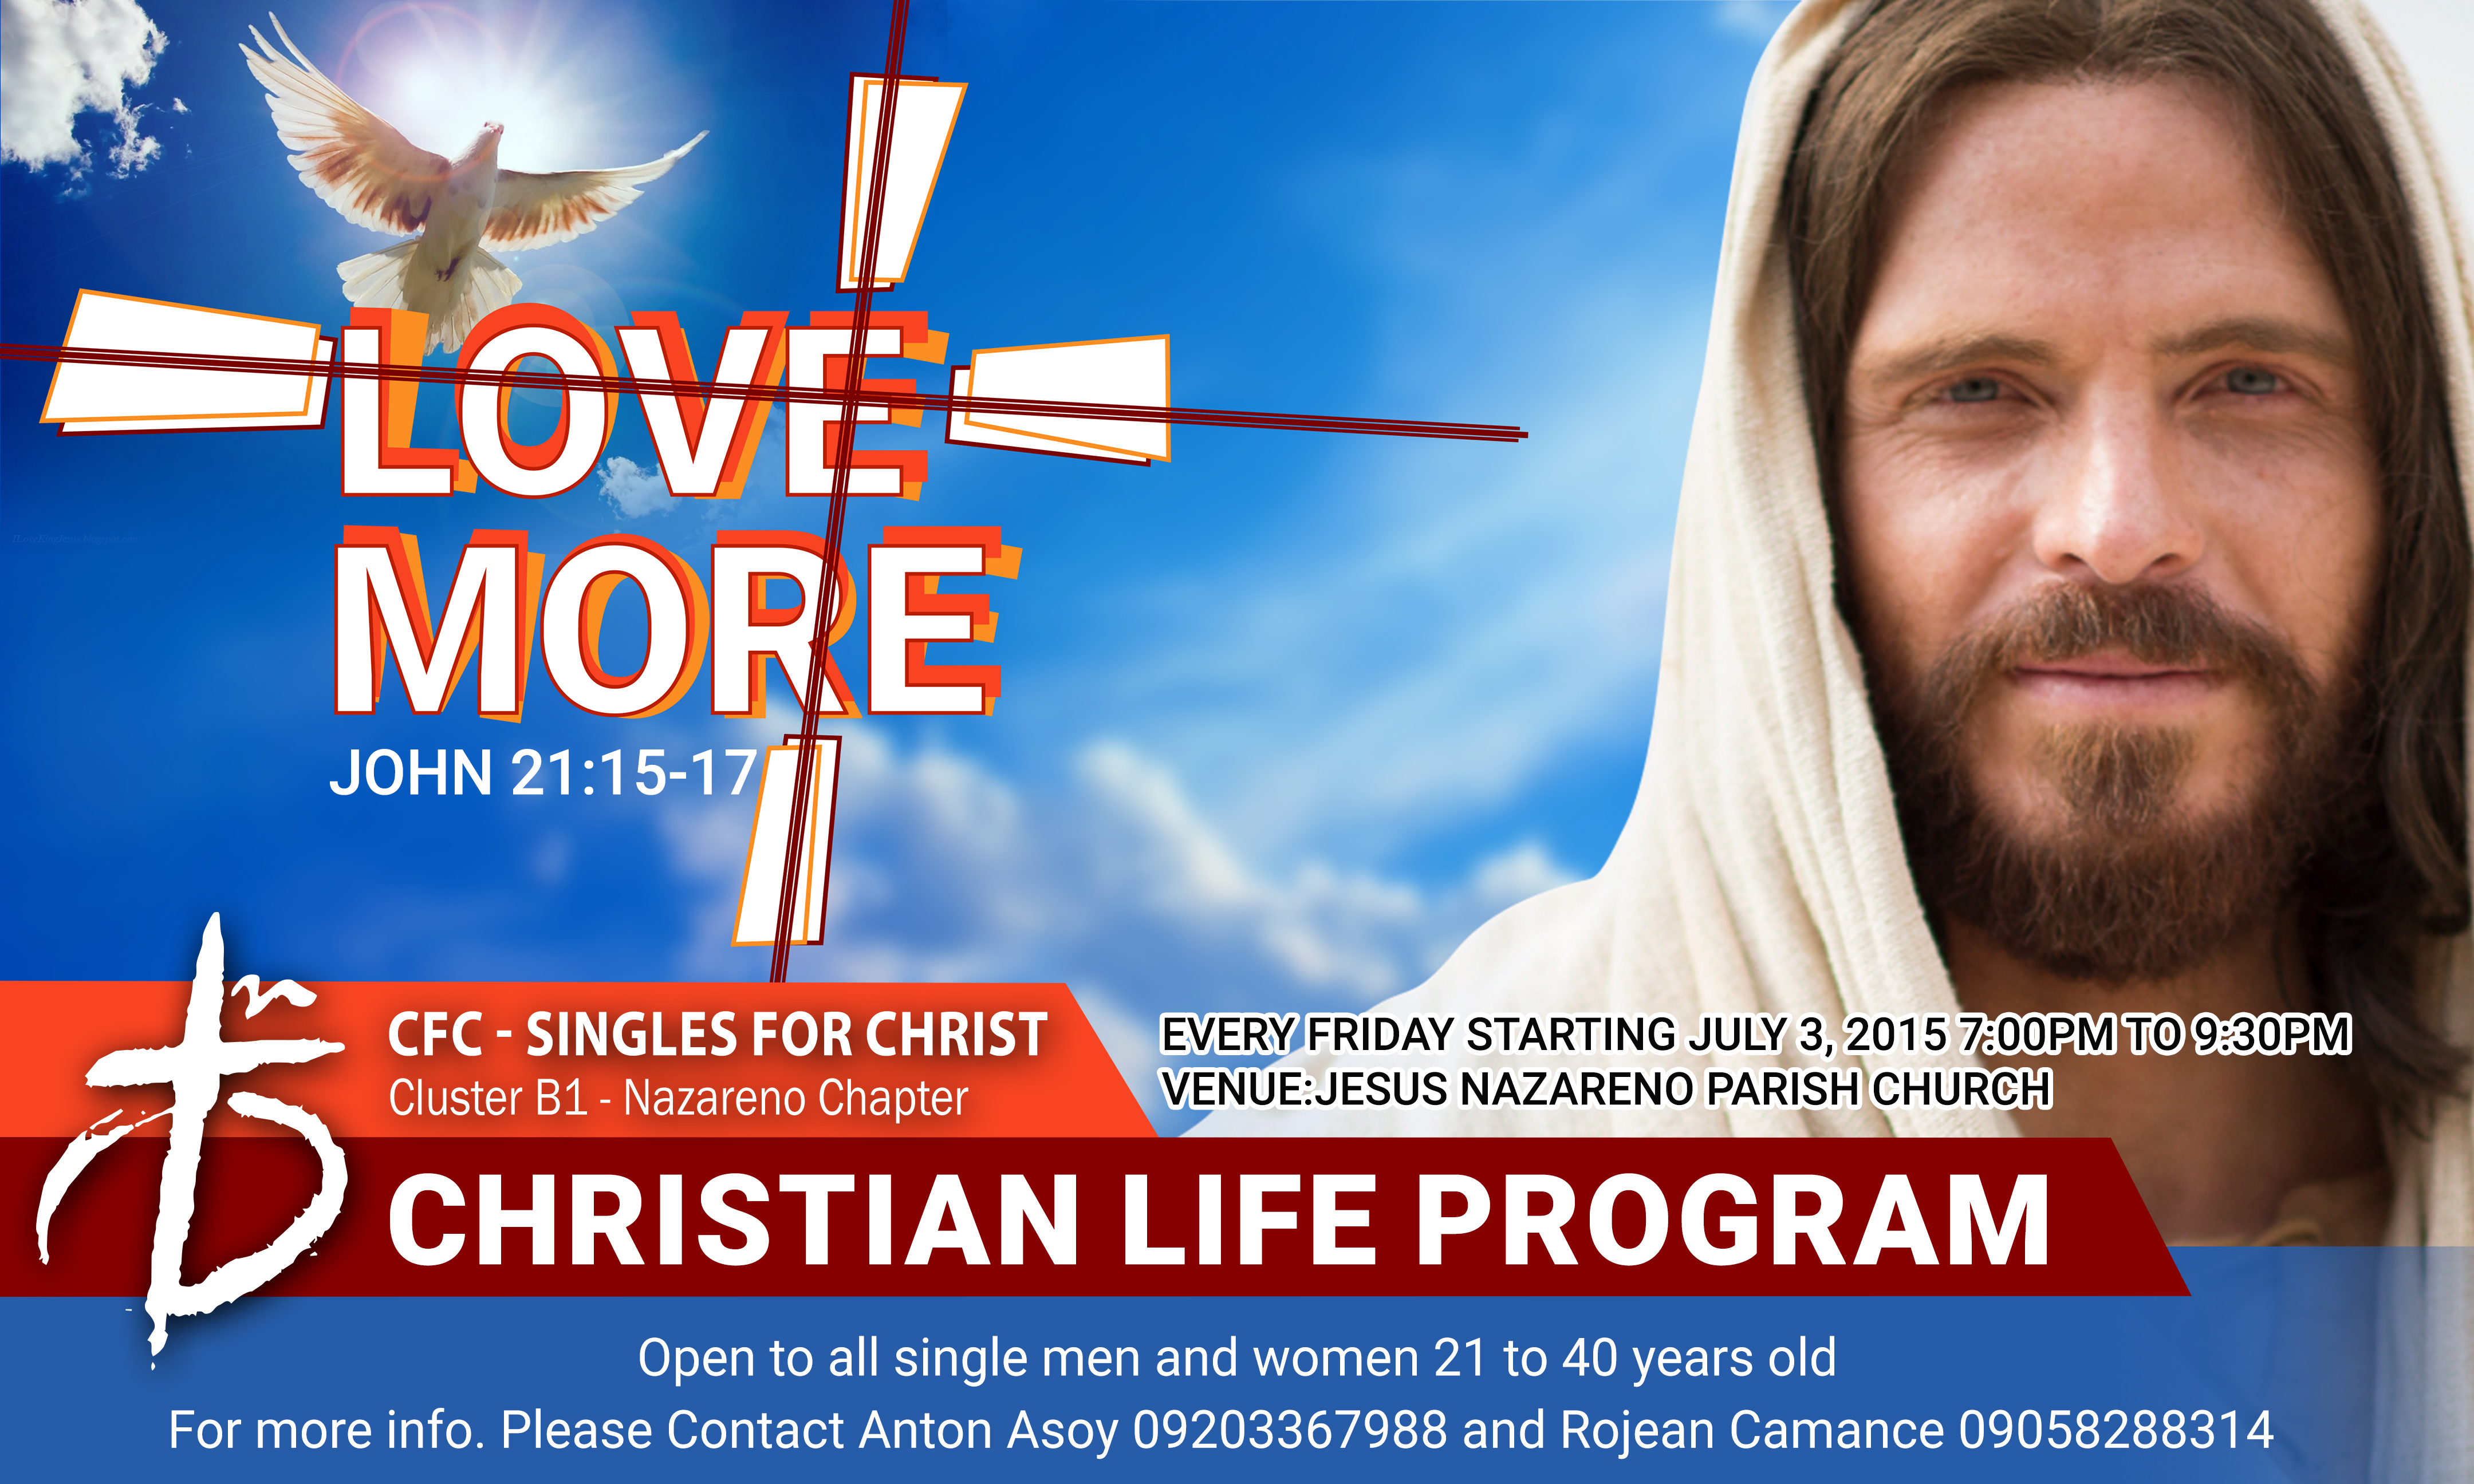 LOVE
MORE
JOHN 21:15-17
CFC - SINGLES FOR CHRIST
Cluster B1 - Nazareno Chapter
EVERY FRIDAY STARTING JULY 3, 2015 7:00PM TO 9:30PM
VENUE:JESUS NAZARENO PARISH CHURCH
CHRISTIAN LIFE PROGRAM
Open to all single men and women 21 to 40 years old
For more info. Please Contact Anton Asoy 09203367988 and Rojean Camance 09058288314